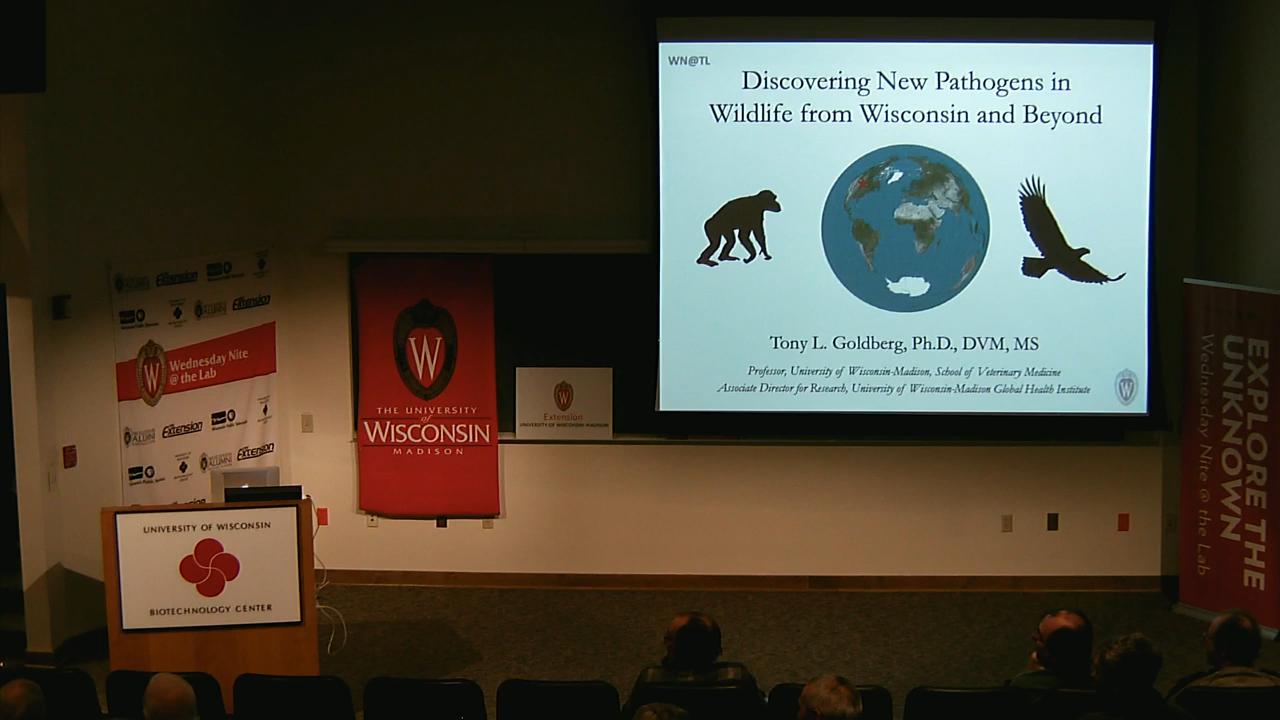 WN@TL
Discovering New Pathogens in
Wildlife from Wisconsin and Beyond
Tony L. Goldberg, Ph.D., DVM, MS
Professor, University of Wisconsin-Madison, School of Veterinary Medicine
Associate Director for Research, University of Wisconsin-Madison Global Health Institute
Extension
Extension
Wednesday Nite
@ the Lab
Extension
Extension
W
THE UNIVERSITY
of
WISCONSIN
MADISON
Extension
UNIVERSITY OF WISCONSIN-MADISON
UNIVERSITY OF WISCONSIN
BIOTECHNOLOGY CENTER
EXPLORE THE
UNKNOWN
Wednesday Nite @ the Lab